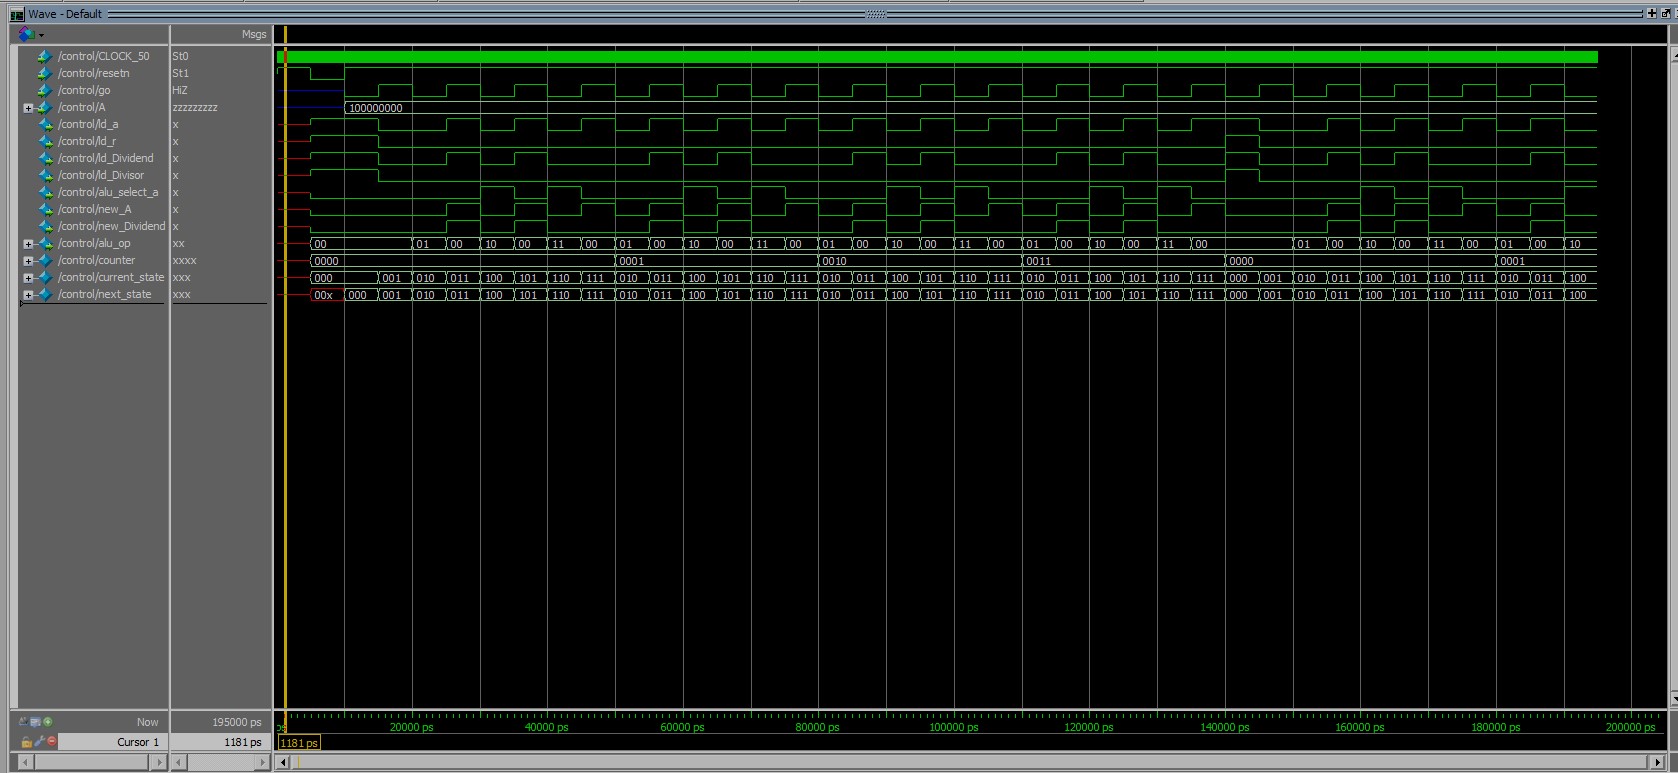 Wave - Default
Msgs
/control/CLOCK_50 St0
/control/resetn St1
/control/go HiZ
/control/A zzzzzzzzz 100000000
/control/ld_a x
/control/ld_r x
/control/ld_Dividend x
/control/ld_Divisor x
/control/alu_select_a x
/control/new_A x
/control/new_Dividend x
/control/alu_op xx 00 01 00 10 00 11 00 01 00 10 00 11 00 01 00 10 00 11 00 01 00 10 00 11 00 01 00 10 00 11 00 01 00 10
/control/counter xxxx 0000 0001 0010 0011 0000 0001
/control/current_state xxx 000 001 010 011 100 101 110 111 010 011 100 101 110 111 010 011 100 101 110 111 010 011 100 101 110 111 000 001 010 011 100 101 110 111 010 011 100
/control/next_state xxx 00x 000 001 010 011 100 101 110 111 010 011 100 101 110 111 010 011 100 101 110 111 010 011 100 101 110 111 000 001 010 011 100 101 110 111 010 011 100
Now 195000 ps ps 20000 ps 40000 ps 60000 ps 80000 ps 100000 ps 120000 ps 140000 ps 160000 ps 180000 ps 200000 ps
Cursor 1 1181 ps 1181 ps